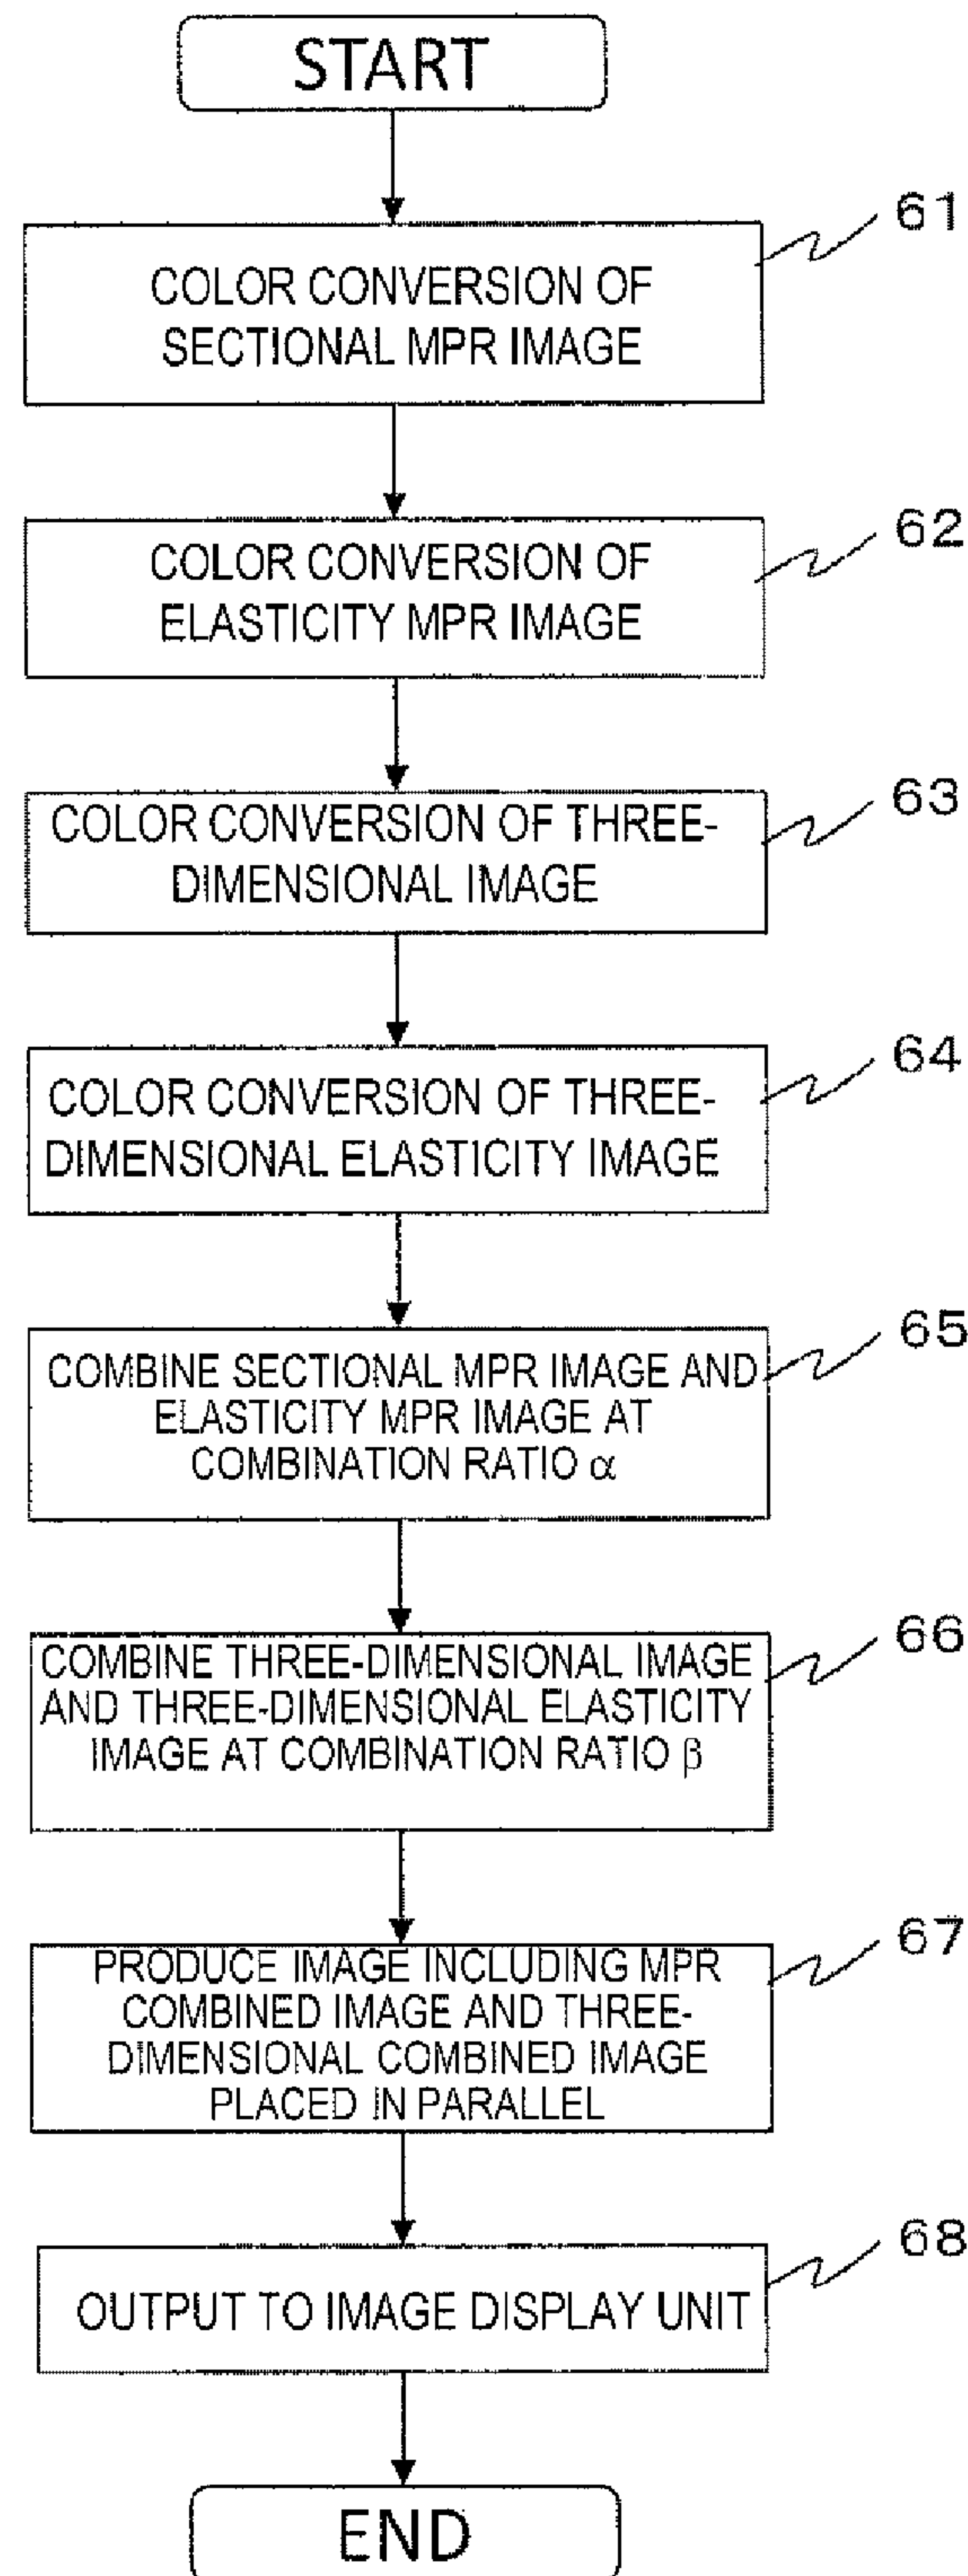 START
61
COLOR CONVERSION OF
SECTIONAL MPR IMAGE
62
COLOR CONVERSION OF
ELASTICITY MPR IMAGE
63
COLOR CONVERSION OF THREE-
DIMENSIONAL IMAGE
64
COLOR CONVERSION OF THREE-
DIMENSIONAL ELASTICITY IMAGE
65
COMBINE SECTIONAL MPR IMAGE AND
ELASTICITY MPR IMAGE AT
COMBINATION RATIO α
66
COMBINE THREE-DIMENSIONAL IMAGE
AND THREE-DIMENSIONAL ELASTICITY
IMAGE AT COMBINATION RATIO β
67
PRODUCE IMAGE INCLUDING MPR
COMBINED IMAGE AND THREE-
DIMENSIONAL COMBINED IMAGE
PLACED IN PARALLEL
68
OUTPUT TO IMAGE DISPLAY UNIT
END